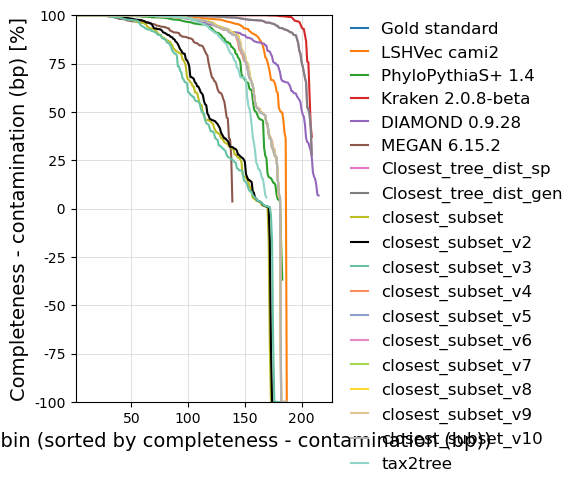 Completeness - contamination (bp) [%]
100
75
50
25
0
-25
-50
-75
-100
50
100
150
200
bin (sorted by completeness - contamination (bp))
Gold standard
LSHVec cami2
PhyloPythiaS+ 1.4
Kraken 2.0.8-beta
DIAMOND 0.9.28
MEGAN 6.15.2
Closest_tree_dist_sp
Closest_tree_dist_gen
closest_subset
closest_subset_v2
closest_subset_v3
closest_subset_v4
closest_subset_v5
closest_subset_v6
closest_subset_v7
closest_subset_v8
closest_subset_v9
closest_subset_v10
tax2tree